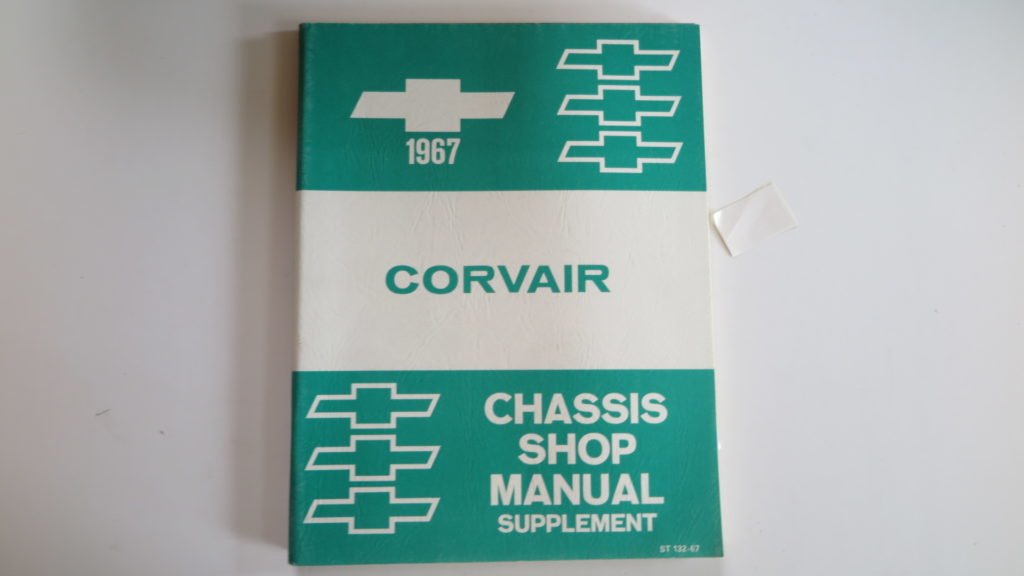 1967
CORVAIR
CHASSIS
SHOP
MANUAL
SUPPLEMENT
ST 132-67